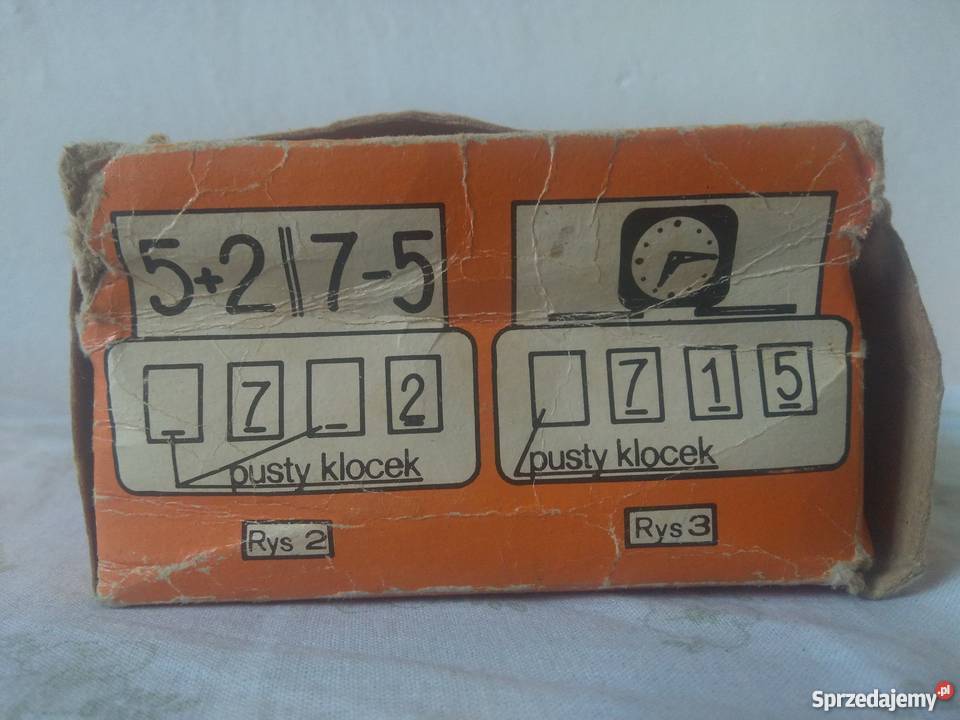 5+2||7-5
7 2
pusty klocek
Rys 2
7 1 5
pusty klocek
Rys 3
Sprzedajemy.pl